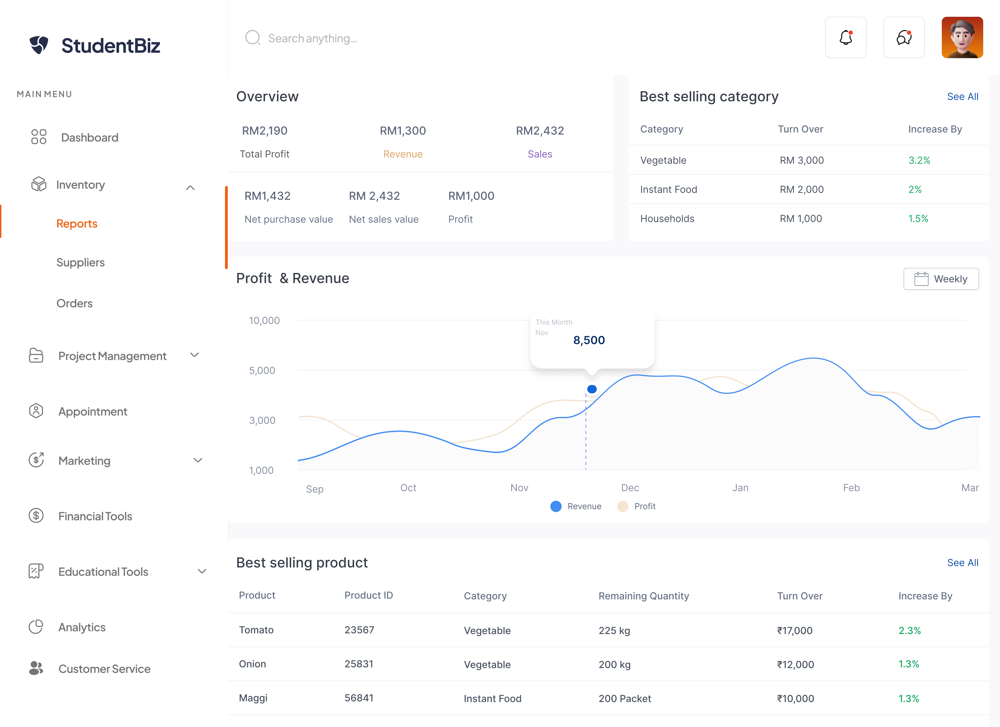 StudentBiz
Search anything...
MAIN MENU
Dashboard
Inventory
Reports
Suppliers
Orders
Project Management
Appointment
Marketing
Financial Tools
Educational Tools
Analytics
Customer Service
Overview
RM2,190 RM1,300 RM2,432
Total Profit Revenue Sales
RM1,432 RM 2,432 RM1,000
Net purchase value Net sales value Profit
Best selling category See All
Category Turn Over Increase By
Vegetable RM 3,000 3.2%
Instant Food RM 2,000 2%
Households RM 1,000 1.5%
Profit & Revenue Weekly
10,000
5,000
3,000
1,000
This Month
Nov
8,500
Sep Oct Nov Dec Jan Feb Mar
Revenue Profit
Best selling product See All
Product Product ID Category Remaining Quantity Turn Over Increase By
Tomato 23567 Vegetable 225 kg ₹17,000 2.3%
Onion 25831 Vegetable 200 kg ₹12,000 1.3%
Maggi 56841 Instant Food 200 Packet ₹10,000 1.3%